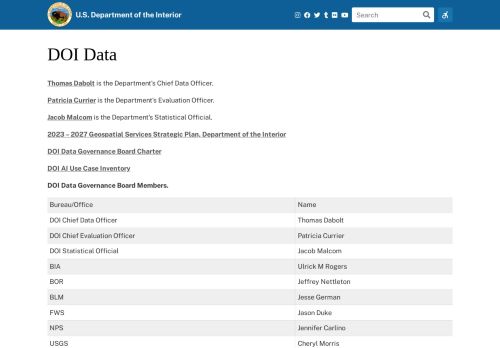 U.S. Department of the Interior
Search
DOI Data
Thomas Dabolt is the Department's Chief Data Officer.
Patricia Currier is the Department's Evaluation Officer.
Jacob Malcom is the Department's Statistical Official.
2023 – 2027 Geospatial Services Strategic Plan, Department of the Interior
DOI Data Governance Board Charter
DOI AI Use Case Inventory
DOI Data Governance Board Members.
Bureau/Office Name
DOI Chief Data Officer Thomas Dabolt
DOI Chief Evaluation Officer Patricia Currier
DOI Statistical Official Jacob Malcom
BIA Ulrick M Rogers
BOR Jeffrey Nettleton
BLM Jesse German
FWS Jason Duke
NPS Jennifer Carlino
USGS Cheryl Morris